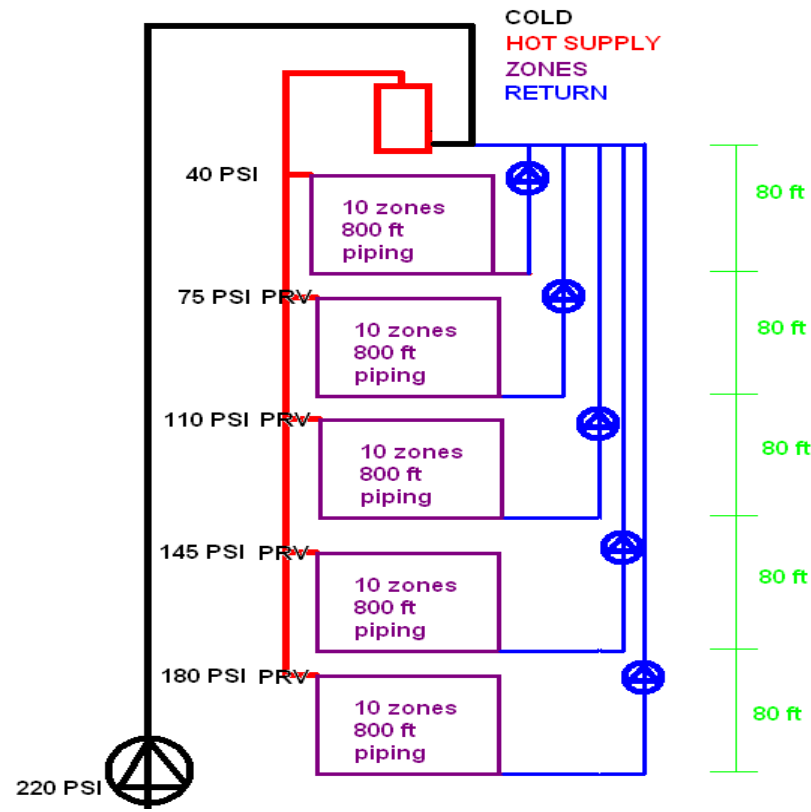 COLD
HOT SUPPLY
ZONES
RETURN
40 PSI
10 zones
800 ft
piping
80 ft
75 PSI PRV
10 zones
800 ft
piping
80 ft
110 PSI PRV
10 zones
800 ft
piping
80 ft
145 PSI PRV
10 zones
800 ft
piping
80 ft
180 PSI PRV
10 zones
800 ft
piping
80 ft
220 PSI